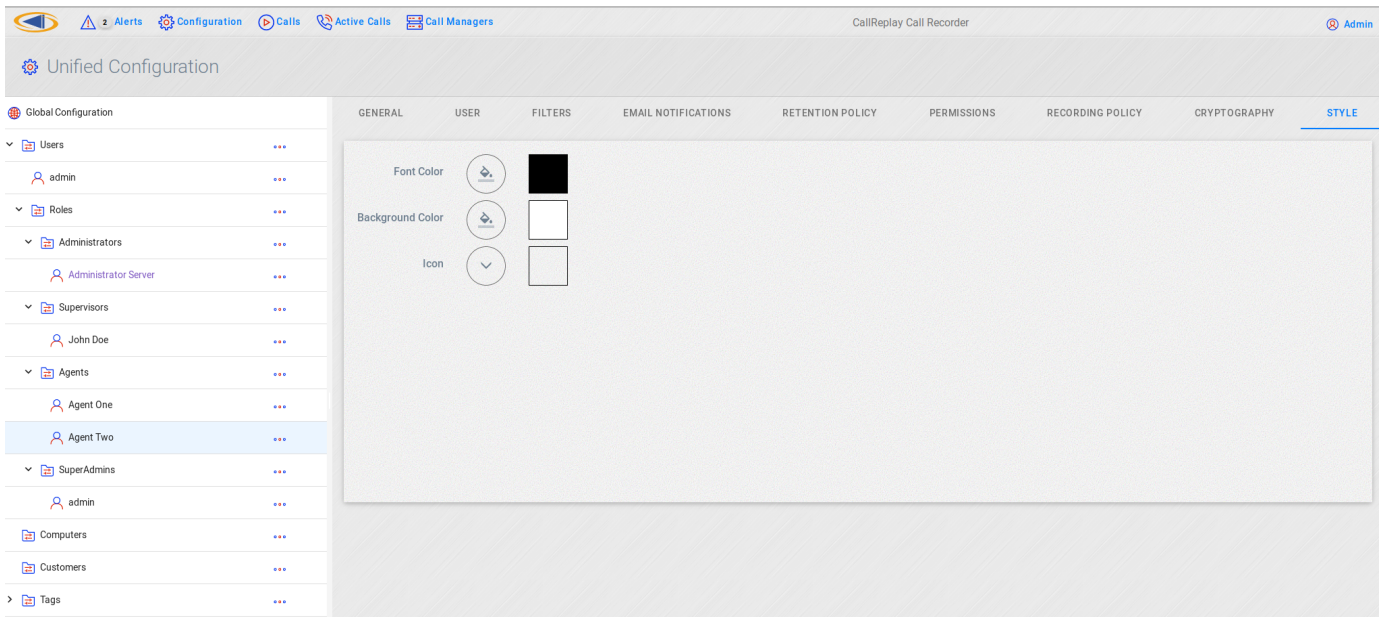 2 Alerts Configuration Calls Active Calls Call Managers CallReplay Call Recorder Admin
Unified Configuration
Global Configuration
Users
admin
Roles
Administrators
Administrator Server
Supervisors
John Doe
Agents
Agent One
Agent Two
SuperAdmins
admin
Computers
Customers
Tags
GENERAL USER FILTERS EMAIL NOTIFICATIONS RETENTION POLICY PERMISSIONS RECORDING POLICY CRYPTOGRAPHY STYLE
Font Color
Background Color
Icon